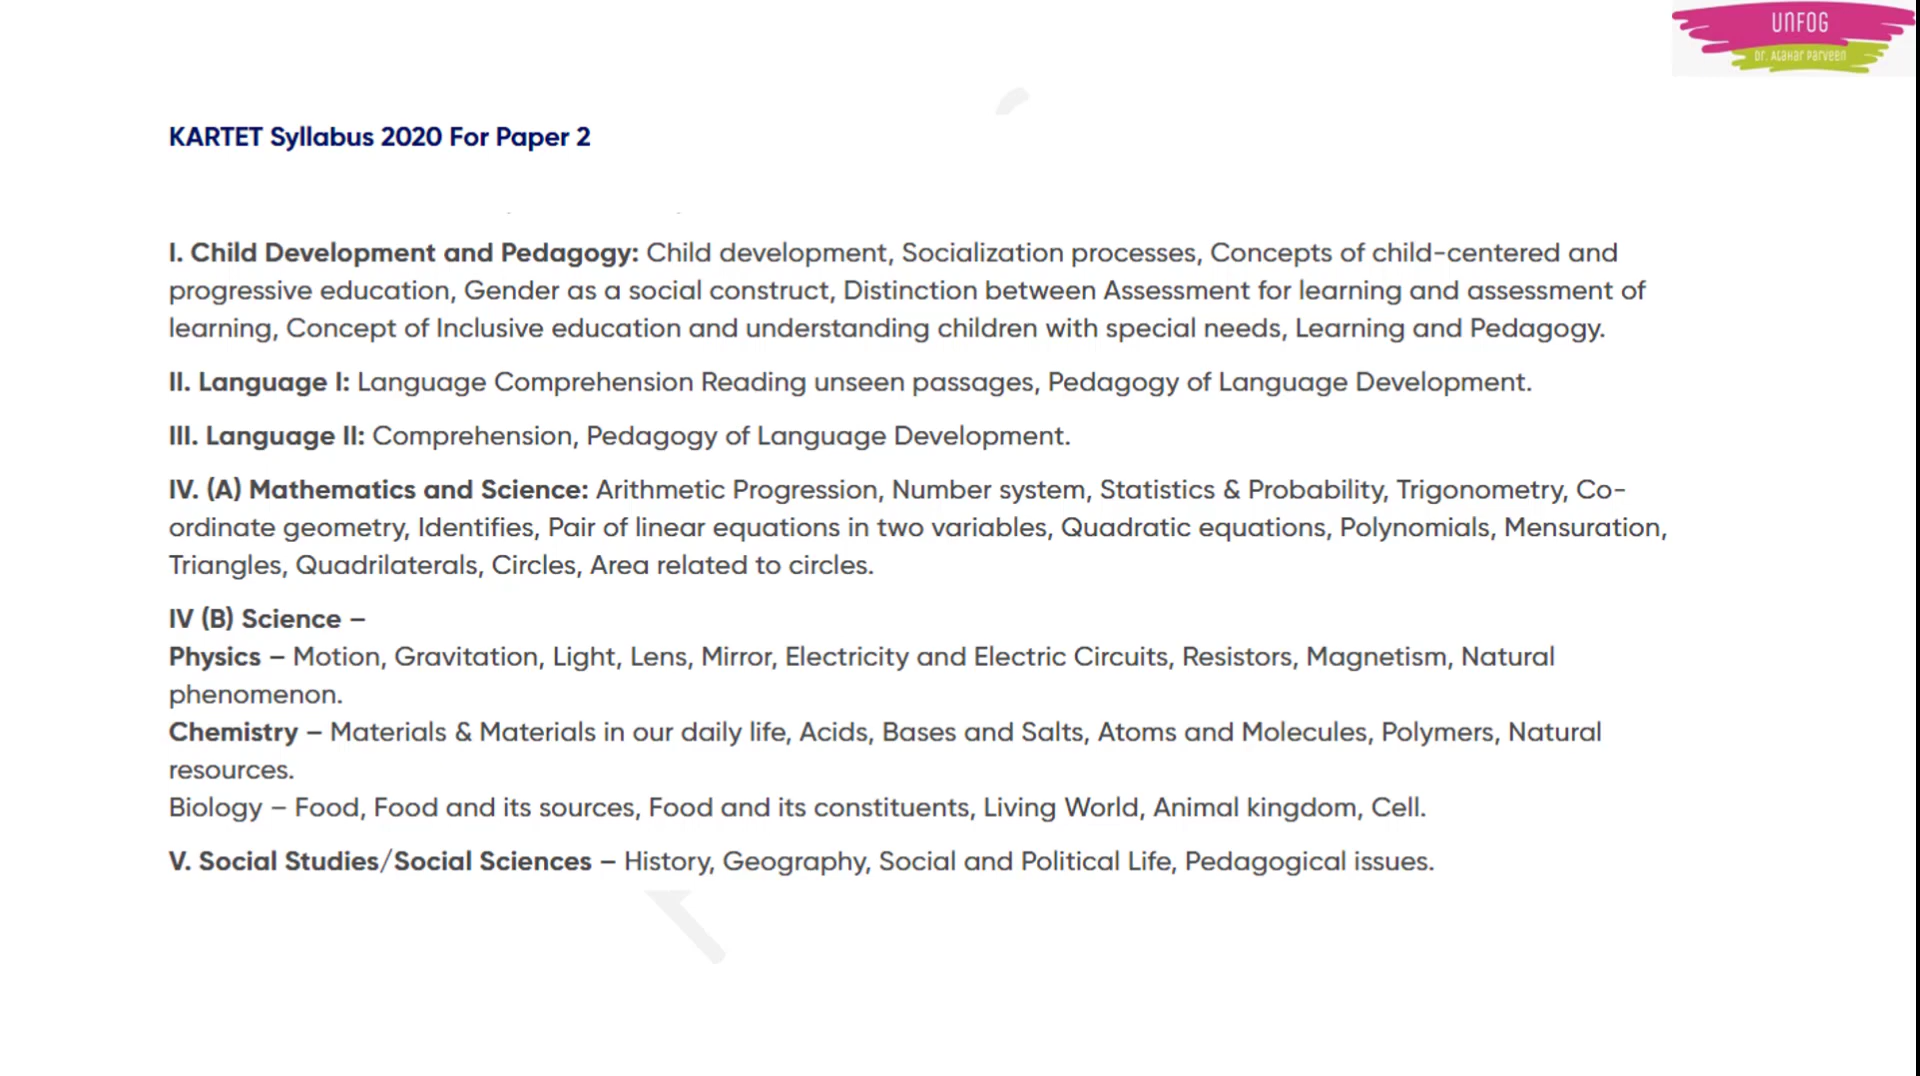 UNFOG
Dr. Atahar Parveen
KARTET Syllabus 2020 For Paper 2
I. Child Development and Pedagogy: Child development, Socialization processes, Concepts of child-centered and
progressive education, Gender as a social construct, Distinction between Assessment for learning and assessment of
learning, Concept of Inclusive education and understanding children with special needs, Learning and Pedagogy.
II. Language I: Language Comprehension Reading unseen passages, Pedagogy of Language Development.
III. Language II: Comprehension, Pedagogy of Language Development.
IV. (A) Mathematics and Science: Arithmetic Progression, Number system, Statistics & Probability, Trigonometry, Co-
ordinate geometry, Identifies, Pair of linear equations in two variables, Quadratic equations, Polynomials, Mensuration,
Triangles, Quadrilaterals, Circles, Area related to circles.
IV (B) Science –
Physics – Motion, Gravitation, Light, Lens, Mirror, Electricity and Electric Circuits, Resistors, Magnetism, Natural
phenomenon.
Chemistry – Materials & Materials in our daily life, Acids, Bases and Salts, Atoms and Molecules, Polymers, Natural
resources.
Biology – Food, Food and its sources, Food and its constituents, Living World, Animal kingdom, Cell.
V. Social Studies/Social Sciences – History, Geography, Social and Political Life, Pedagogical issues.